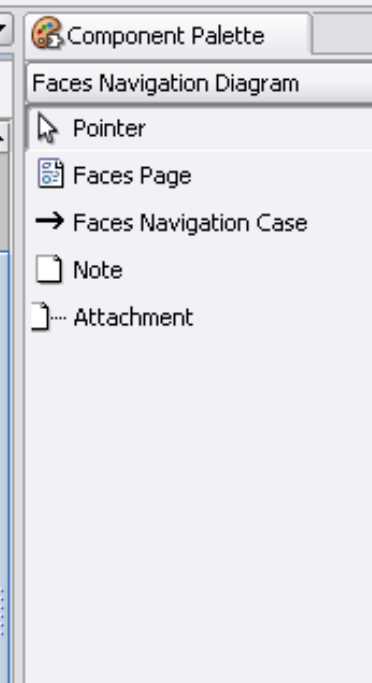 Component Palette
Faces Navigation Diagram
Pointer
Faces Page
Faces Navigation Case
Note
Attachment